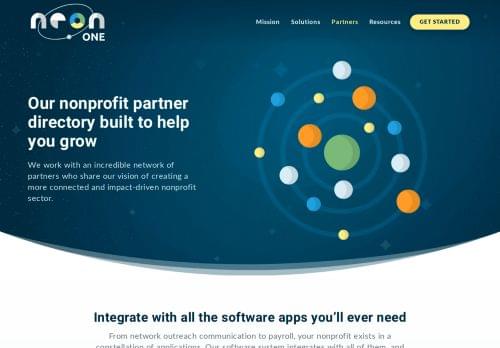 neon
ONE
Mission Solutions Partners Resources GET STARTED
Our nonprofit partner
directory built to help
you grow
We work with an incredible network of
partners who share our vision of creating a
more connected and impact-driven nonprofit
sector.
Integrate with all the software apps you'll ever need
From network outreach communication to payroll, your nonprofit exists in a
constellation of applications. Our software system integrates with all of them, and